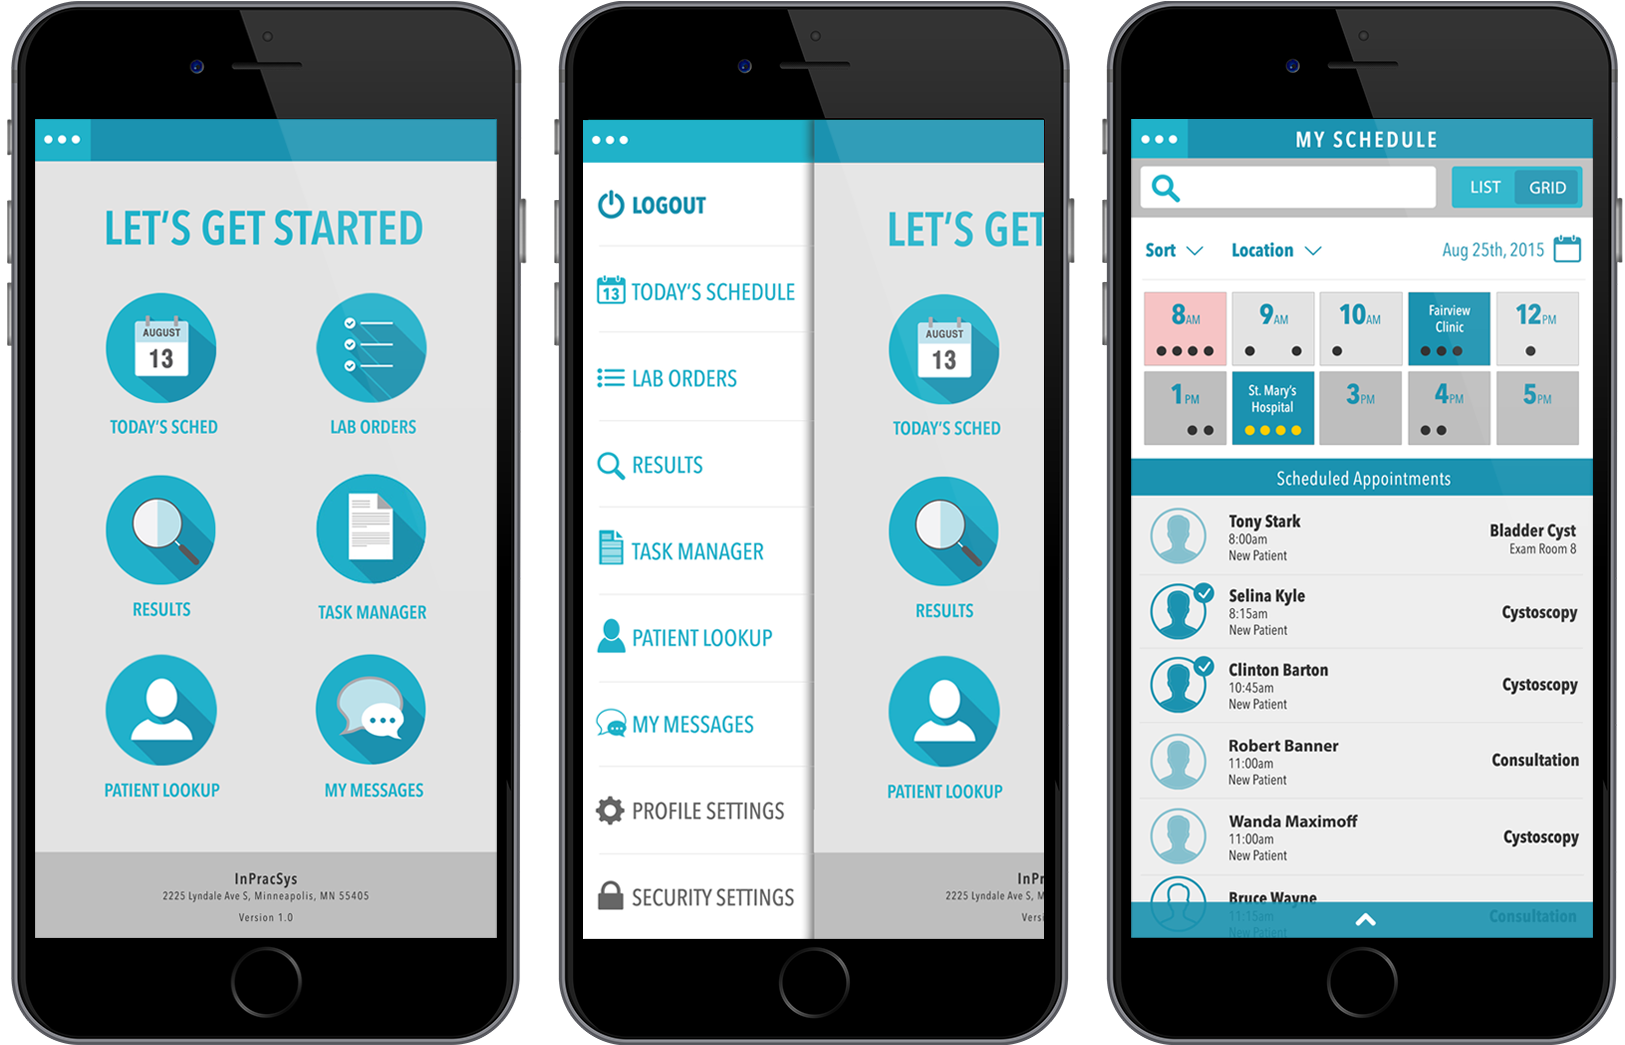 LET'S GET STARTED
AUGUST
13
TODAY'S SCHED
LAB ORDERS
RESULTS
TASK MANAGER
PATIENT LOOKUP
MY MESSAGES
InPracSys
2225 Lyndale Ave S, Minneapolis, MN 55405
Version 1.0
LOGOUT
13
TODAY'S SCHEDULE
LAB ORDERS
RESULTS
TASK MANAGER
PATIENT LOOKUP
MY MESSAGES
PROFILE SETTINGS
SECURITY SETTINGS
LET'S GET
AUGUST
13
TODAY'S SCHED
RESULTS
PATIENT LOOKUP
InPr
2225 Lyndale Ave S, M
Versi
MY SCHEDULE
LIST GRID
Sort Location Aug 25th, 2015
8AM 9AM 10AM Fairview Clinic 12PM
1PM St. Mary's Hospital 3PM 4PM 5PM
Scheduled Appointments
Tony Stark
8:00am
New Patient
Bladder Cyst
Exam Room 8
Selina Kyle
8:15am
New Patient
Cystoscopy
Clinton Barton
10:45am
New Patient
Cystoscopy
Robert Banner
11:00am
New Patient
Consultation
Wanda Maximoff
11:00am
New Patient
Cystoscopy
Bruce Wayne
11:15am
New Patient
Consultation